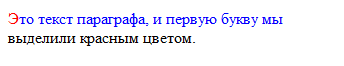 Это текст параграфа, и первую букву мы
выделили красным цветом.